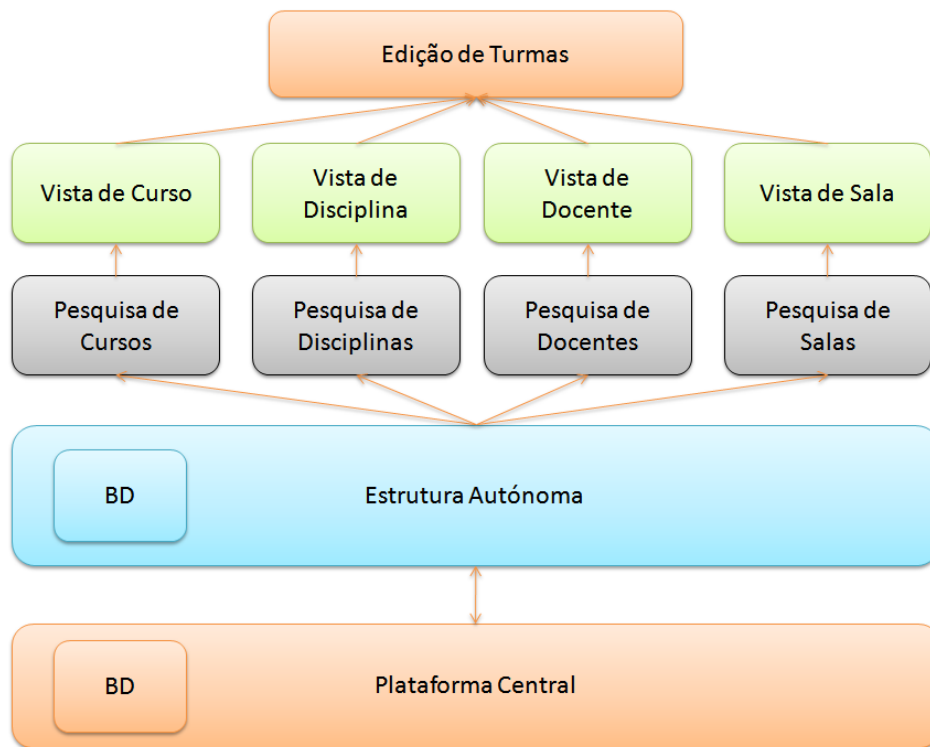 Edição de Turmas
Vista de Curso
Vista de
Disciplina
Vista de
Docente
Vista de Sala
Pesquisa de
Cursos
Pesquisa de
Disciplinas
Pesquisa de
Docentes
Pesquisa de
Salas
BD
Estrutura Autónoma
BD
Plataforma Central